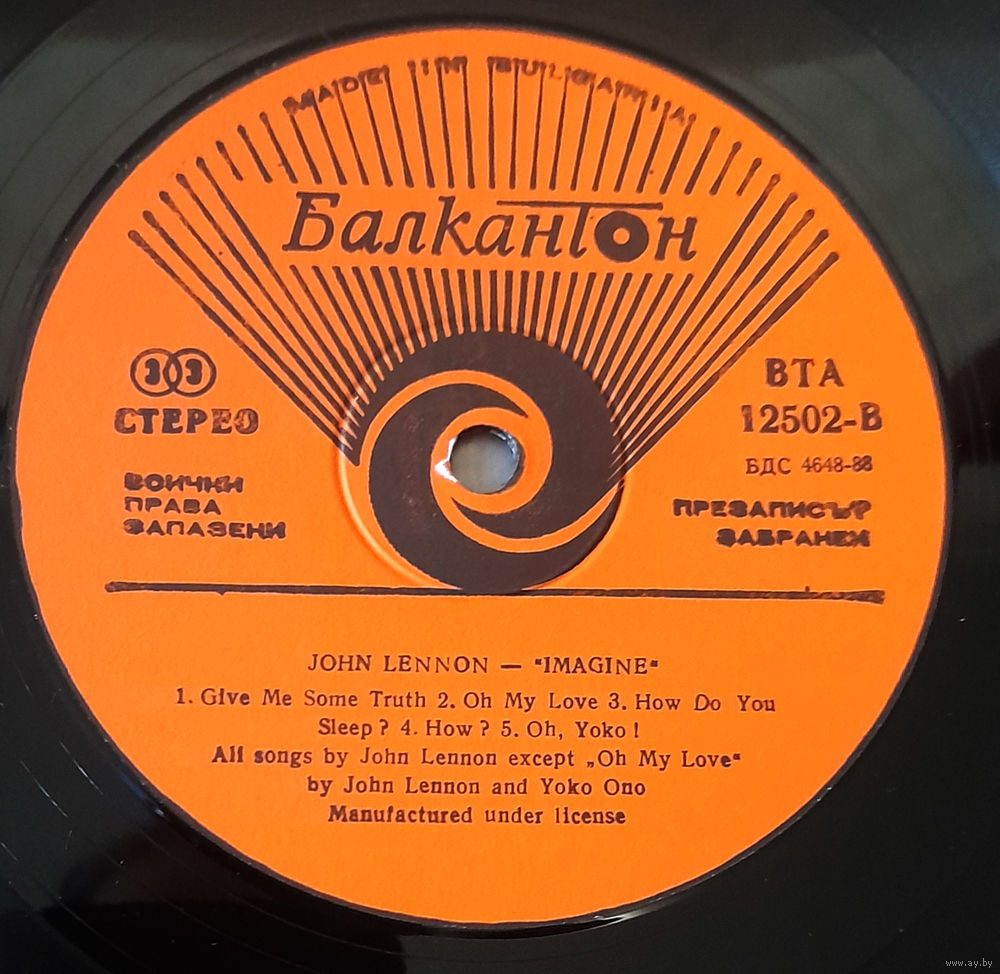 MADE IN BULGARIA
Балкантон
33
СТЕРЕО
ВТА
12502-В
БДС 4648-88
ВСИЧКИ
ПРАВА
ЗАПАЗЕНИ
ПРЕЗАПИСЪТ
ЗАБРАНЕН
JOHN LENNON — "IMAGINE"
1. Give Me Some Truth 2. Oh My Love 3. How Do You
Sleep? 4. How? 5. Oh, Yoko!
All songs by John Lennon except „Oh My Love“
by John Lennon and Yoko Ono
Manufactured under license
www.ay.by